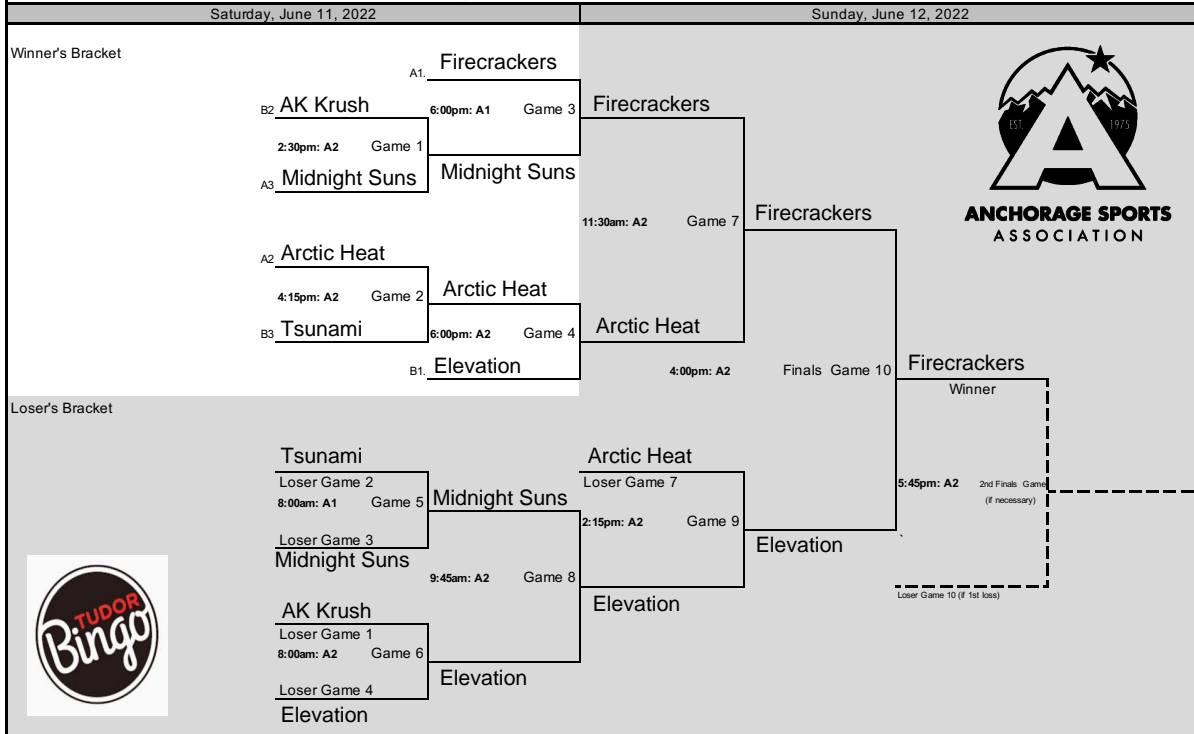 Saturday, June 11, 2022
Sunday, June 12, 2022
Winner's Bracket
A1. Firecrackers
B2 AK Krush
6:00pm: A1 Game 3
Firecrackers
2:30pm: A2 Game 1
A3 Midnight Suns
Midnight Suns
EST. 1975
ANCHORAGE SPORTS
ASSOCIATION
11:30am: A2 Game 7
Firecrackers
A2 Arctic Heat
4:15pm: A2 Game 2
Arctic Heat
B3 Tsunami
6:00pm: A2 Game 4
Arctic Heat
B1. Elevation
4:00pm: A2 Finals Game 10
Firecrackers
Winner
Loser's Bracket
Tsunami
Loser Game 2
8:00am: A1 Game 5
Midnight Suns
Loser Game 3
Midnight Suns
Arctic Heat
Loser Game 7
2:15pm: A2 Game 9
5:45pm: A2 2nd Finals Game
(if necessary)
Elevation
`
9:45am: A2 Game 8
Elevation
Loser Game 10 (if 1st loss)
AK Krush
Loser Game 1
8:00am: A2 Game 6
Loser Game 4
Elevation
Elevation
TUDOR
Bingo